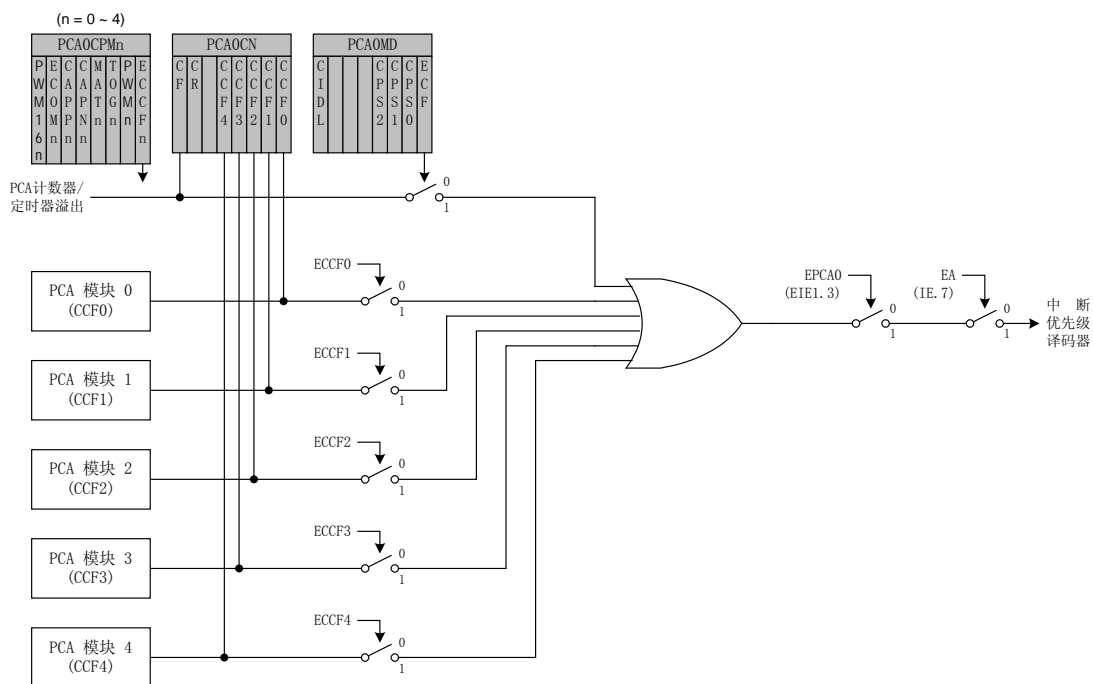 (n = 0 ~ 4)
PCA0CPMn
PWM16n
ECOMn
CAPPn
CAPNn
MATn
TOGn
PWMn
ECCFn
PCA0CN
CF
CR
CCF4
CCF3
CCF2
CCF1
CCF0
PCA0MD
CIDL
CPS2
CPS1
CPS0
ECF
PCA计数器/
定时器溢出
0
1
PCA 模块 0
(CCF0)
ECCF0
0
1
PCA 模块 1
(CCF1)
ECCF1
0
1
PCA 模块 2
(CCF2)
ECCF2
0
1
PCA 模块 3
(CCF3)
ECCF3
0
1
PCA 模块 4
(CCF4)
ECCF4
0
1
EPCA0
(EIE1.3)
0
1
EA
(IE.7)
0
1
中 断
优先级
译码器